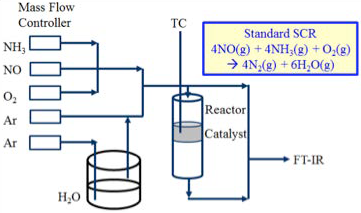 Mass Flow
Controller
TC
Standard SCR
4NO(g) + 4NH₃(g) + O₂(g)
→ 4N₂(g) + 6H₂O(g)
NH₃
NO
O₂
Ar
Ar
Reactor
Catalyst
FT-IR
H₂O